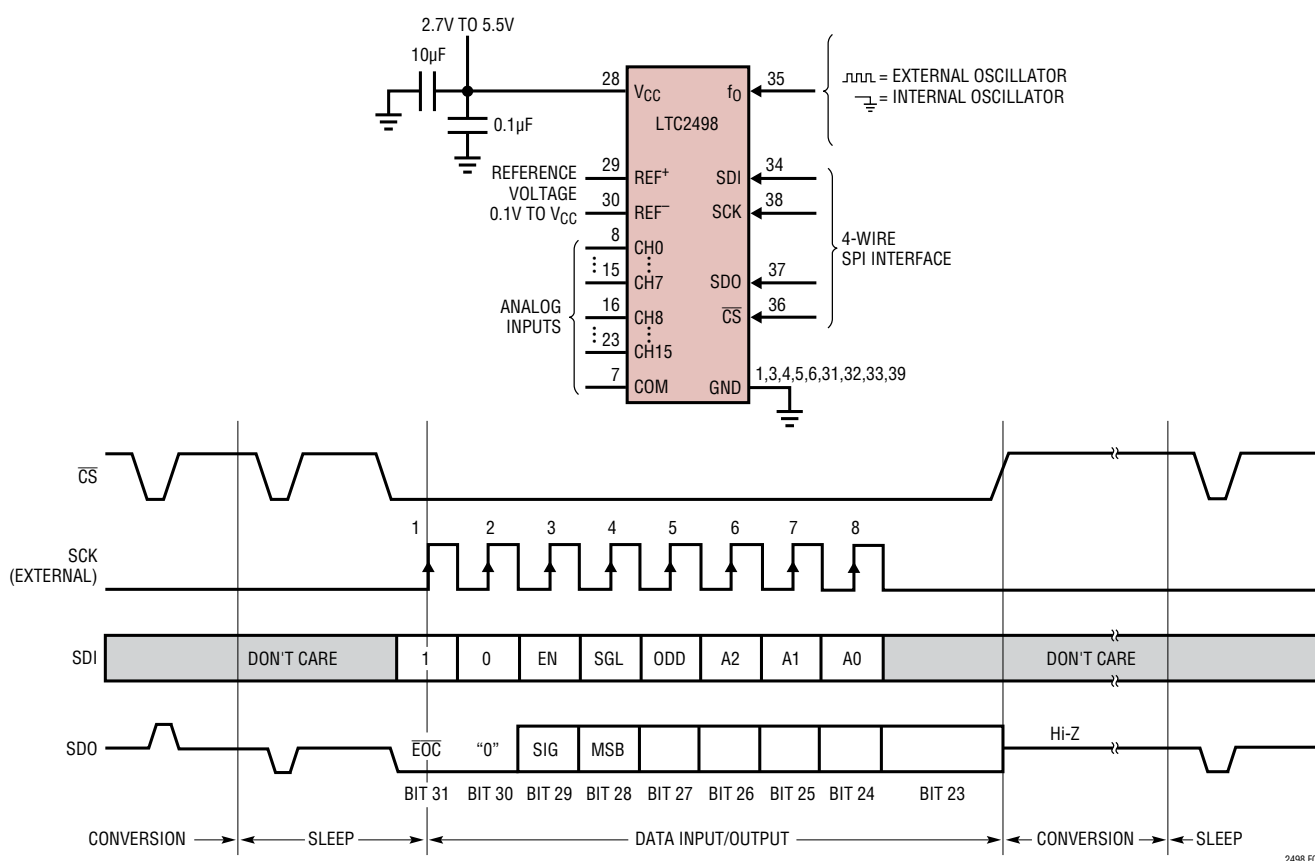 2.7V TO 5.5V
10µF
0.1µF
28
VCC
fO
35
= EXTERNAL OSCILLATOR
= INTERNAL OSCILLATOR
LTC2498
REFERENCE
VOLTAGE
0.1V TO VCC
29
REF+
30
REF–
SDI
34
SCK
38
4-WIRE
SPI INTERFACE
SDO
37
CS
36
ANALOG
INPUTS
8
CH0
15
CH7
16
CH8
23
CH15
7
COM
GND
1,3,4,5,6,31,32,33,39
CS
SCK
(EXTERNAL)
1 2 3 4 5 6 7 8
SDI
DON'T CARE 1 0 EN SGL ODD A2 A1 A0 DON'T CARE
SDO
EOC "0" SIG MSB Hi-Z
BIT 31 BIT 30 BIT 29 BIT 28 BIT 27 BIT 26 BIT 25 BIT 24 BIT 23
CONVERSION SLEEP DATA INPUT/OUTPUT CONVERSION SLEEP